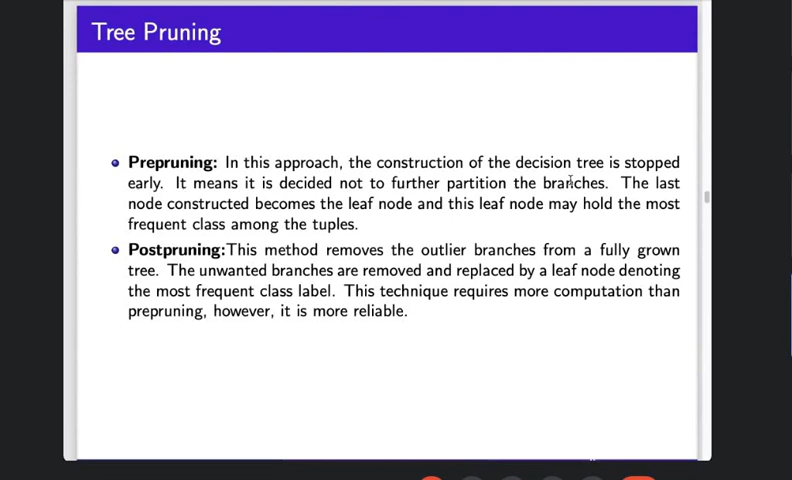 Tree Pruning
Prepruning: In this approach, the construction of the decision tree is stopped
early. It means it is decided not to further partition the branches. The last
node constructed becomes the leaf node and this leaf node may hold the most
frequent class among the tuples.
Postpruning:This method removes the outlier branches from a fully grown
tree. The unwanted branches are removed and replaced by a leaf node denoting
the most frequent class label. This technique requires more computation than
prepruning, however, it is more reliable.